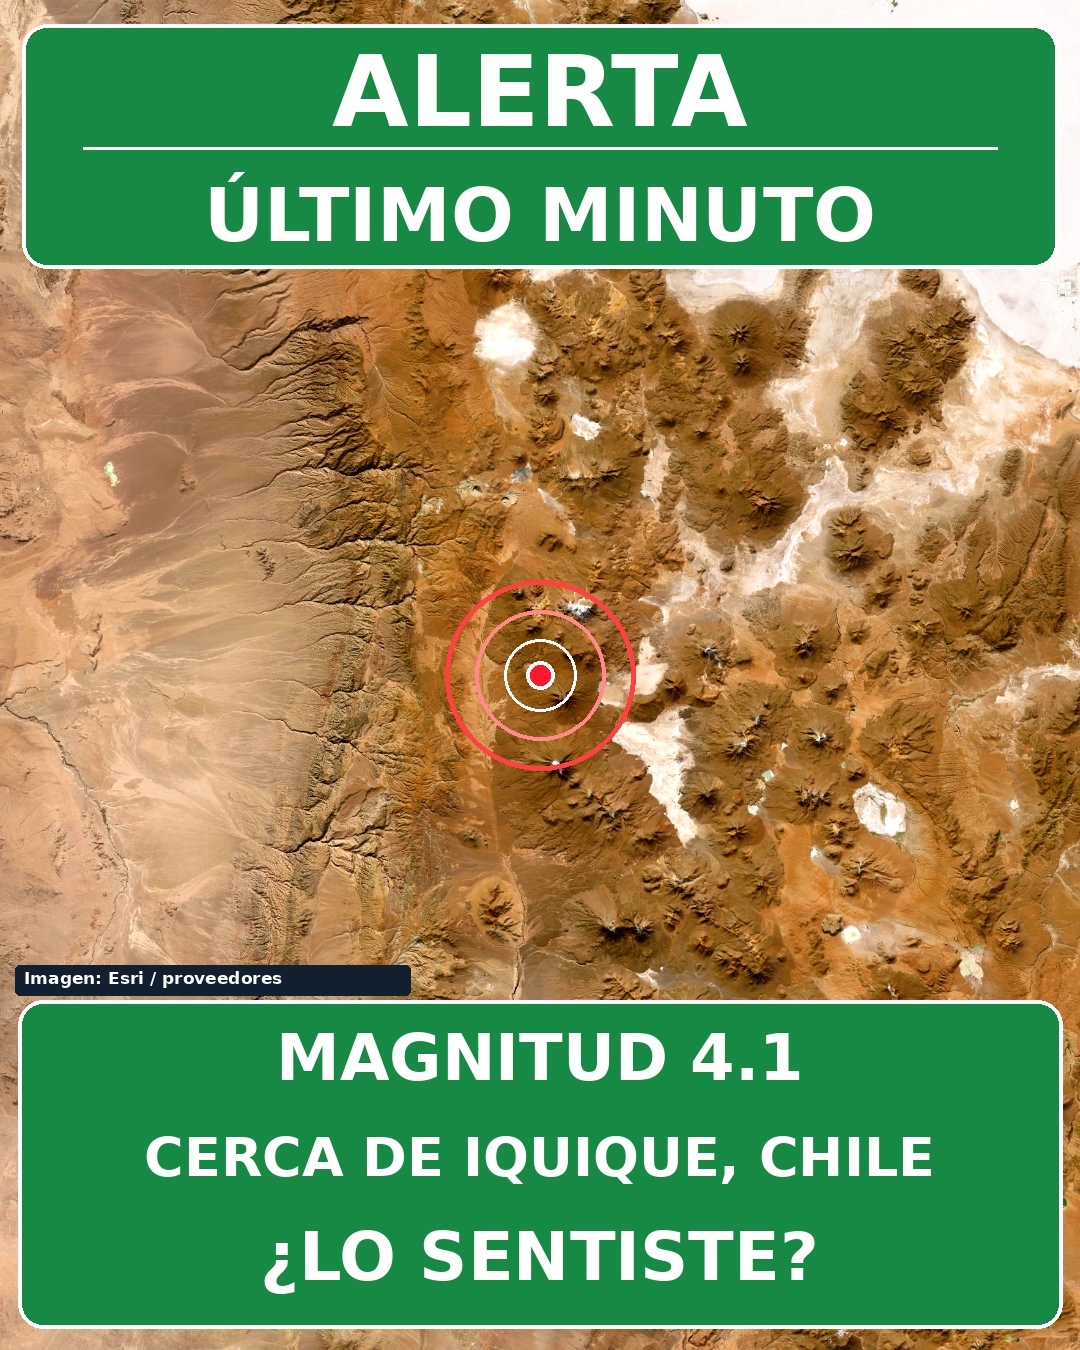 ALERTA
ÚLTIMO MINUTO
Imagen: Esri / proveedores
MAGNITUD 4.1
CERCA DE IQUIQUE, CHILE
¿LO SENTISTE?